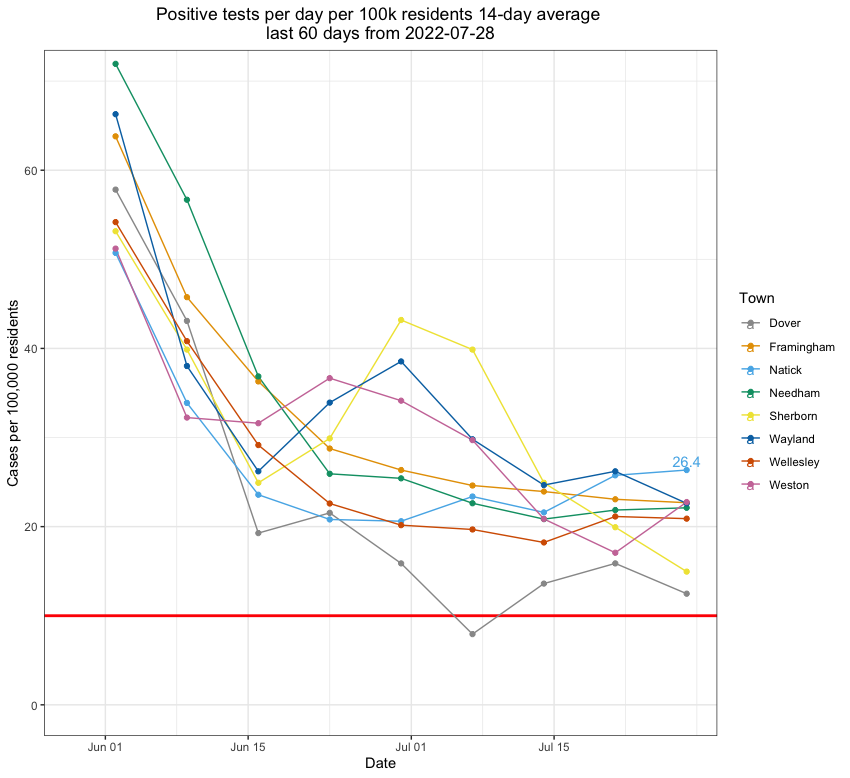 Positive tests per day per 100k residents 14-day average
last 60 days from 2022-07-28
Cases per 100,000 residents
60
40
20
0
26.4
Jun 01
Jun 15
Jul 01
Jul 15
Date
Town
a Dover
a Framingham
a Natick
a Needham
a Sherborn
a Wayland
a Wellesley
a Weston